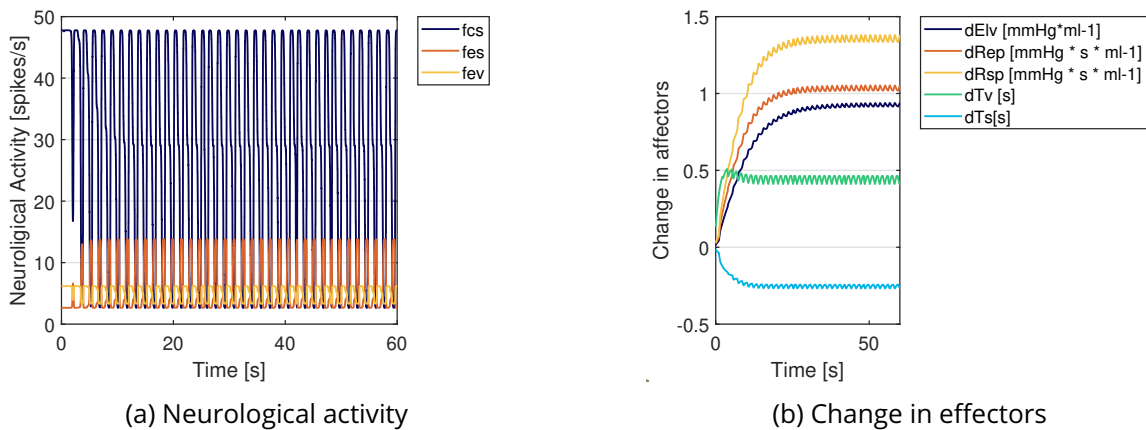 50
40
30
20
10
0
0
20
40
60
Neurological Activity [spikes/s]
Time [s]
fcs
fes
fev
(a) Neurological activity
1.5
1
0.5
0
-0.5
0
50
Change in affectors
Time [s]
dElv [mmHg*ml-1]
dRep [mmHg * s * ml-1]
dRsp [mmHg * s * ml-1]
dTv [s]
dTs[s]
(b) Change in effectors